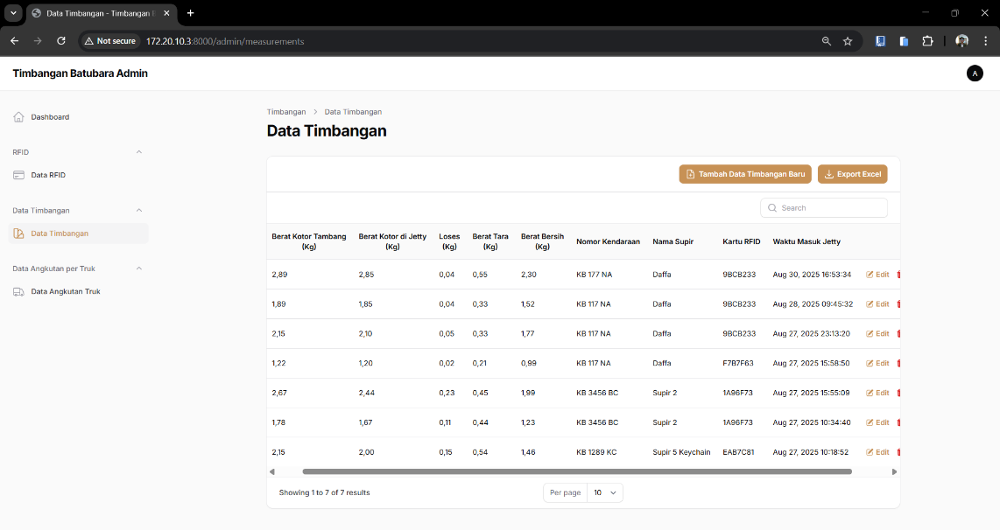 Data Timbangan - Timbangan B
Not secure 172.20.10.3:8000/admin/measurements
Timbangan Batubara Admin
A
Dashboard
RFID
Data RFID
Data Timbangan
Data Timbangan
Data Angkutan per Truk
Data Angkutan Truk
Timbangan > Data Timbangan
Data Timbangan
Tambah Data Timbangan Baru Export Excel
Search
Berat Kotor Tambang (Kg) Berat Kotor di Jetty (Kg) Loses (Kg) Berat Tara (Kg) Berat Bersih (Kg) Nomor Kendaraan Nama Supir Kartu RFID Waktu Masuk Jetty
2,89 2,85 0,04 0,55 2,30 KB 177 NA Daffa 9BCB233 Aug 30, 2025 16:53:34 Edit
1,89 1,85 0,04 0,33 1,52 KB 117 NA Daffa 9BCB233 Aug 28, 2025 09:45:32 Edit
2,15 2,10 0,05 0,33 1,77 KB 117 NA Daffa 9BCB233 Aug 27, 2025 23:13:20 Edit
1,22 1,20 0,02 0,21 0,99 KB 117 NA Daffa F7B7F63 Aug 27, 2025 15:58:50 Edit
2,67 2,44 0,23 0,45 1,99 KB 3456 BC Supir 2 1A96F73 Aug 27, 2025 15:55:09 Edit
1,78 1,67 0,11 0,44 1,23 KB 3456 BC Supir 2 1A96F73 Aug 27, 2025 10:34:40 Edit
2,15 2,00 0,15 0,54 1,46 KB 1289 KC Supir 5 Keychain EAB7C81 Aug 27, 2025 10:18:52 Edit
Showing 1 to 7 of 7 results
Per page 10